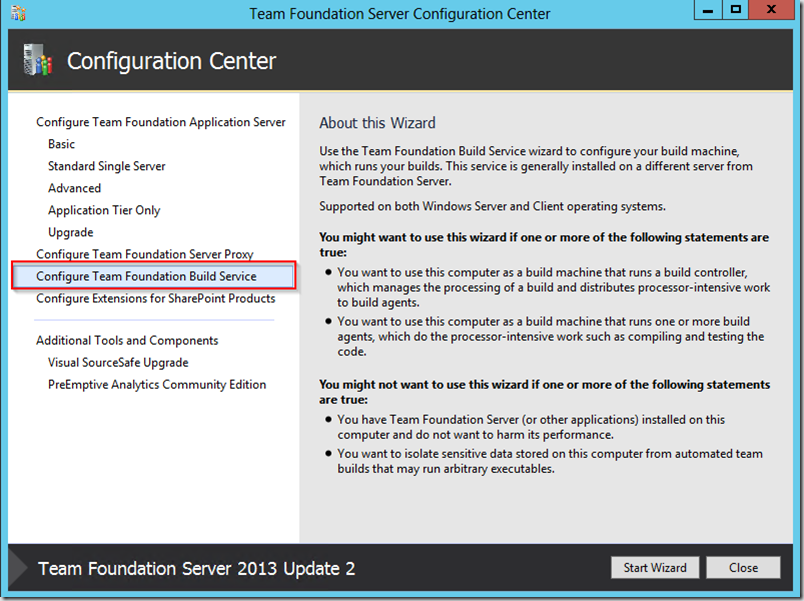 Team Foundation Server Configuration Center
Configuration Center
Configure Team Foundation Application Server
Basic
Standard Single Server
Advanced
Application Tier Only
Upgrade
Configure Team Foundation Server Proxy
Configure Team Foundation Build Service
Configure Extensions for SharePoint Products
Additional Tools and Components
Visual SourceSafe Upgrade
PreEmptive Analytics Community Edition
About this Wizard
Use the Team Foundation Build Service wizard to configure your build machine,
which runs your builds. This service is generally installed on a different server from
Team Foundation Server.
Supported on both Windows Server and Client operating systems.
You might want to use this wizard if one or more of the following statements are
true:
• You want to use this computer as a build machine that runs a build controller,
which manages the processing of a build and distributes processor-intensive work
to build agents.
• You want to use this computer as a build machine that runs one or more build
agents, which do the processor-intensive work such as compiling and testing the
code.
You might not want to use this wizard if one or more of the following statements
are true:
• You have Team Foundation Server (or other applications) installed on this
computer and do not want to harm its performance.
• You want to isolate sensitive data stored on this computer from automated team
builds that may run arbitrary executables.
Team Foundation Server 2013 Update 2
Start Wizard
Close